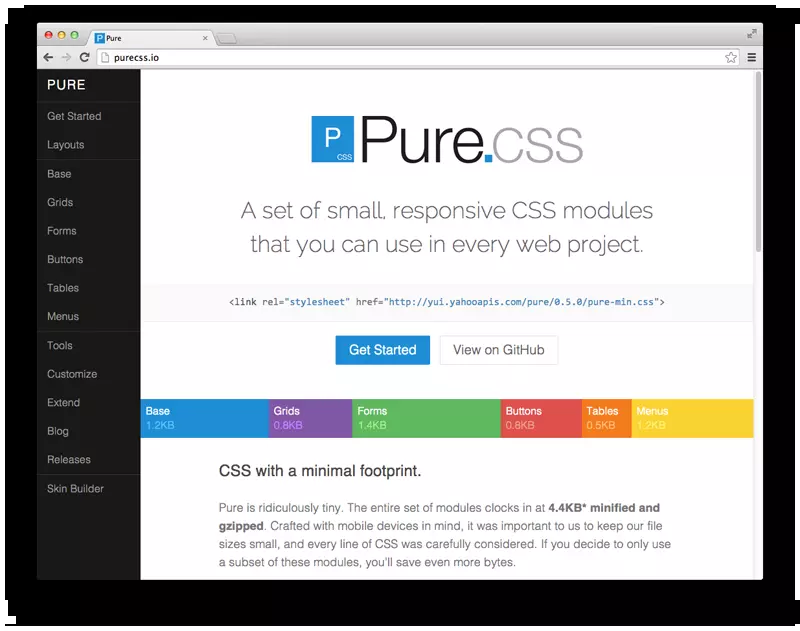 Pure
purecss.io
PURE
Get Started
Layouts
Base
Grids
Forms
Buttons
Tables
Menus
Tools
Customize
Extend
Blog
Releases
Skin Builder
P
CSS
Pure.css
A set of small, responsive CSS modules
that you can use in every web project.
<link rel="stylesheet" href="http://yui.yahooapis.com/pure/0.5.0/pure-min.css">
Get Started
View on GitHub
Base
1.2KB
Grids
0.8KB
Forms
1.4KB
Buttons
0.8KB
Tables
0.5KB
Menus
1.2KB
CSS with a minimal footprint.
Pure is ridiculously tiny. The entire set of modules clocks in at 4.4KB* minified and
gzipped. Crafted with mobile devices in mind, it was important to us to keep our file
sizes small, and every line of CSS was carefully considered. If you decide to only use
a subset of these modules, you'll save even more bytes.